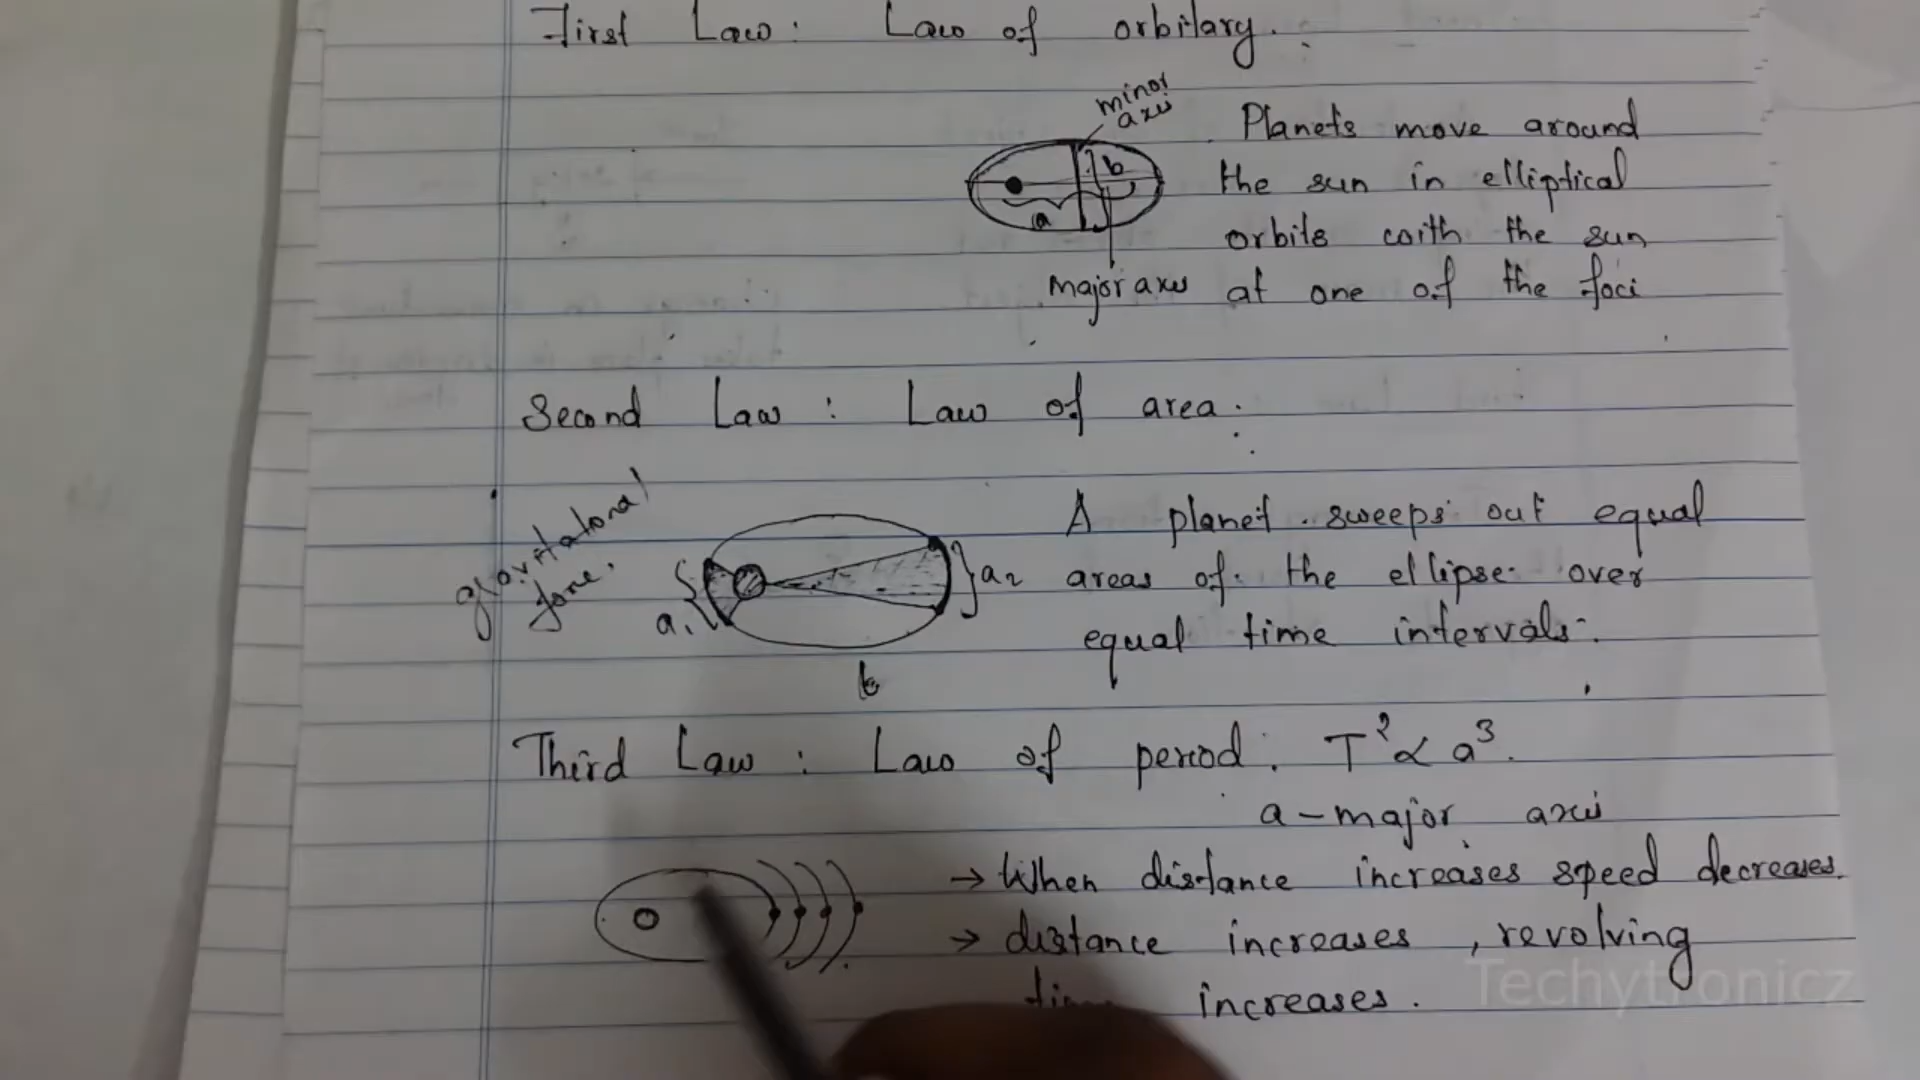 First Law : Law of orbitary.
minor
axis
b
a
major axis
Planets move around
the sun in elliptical
orbits with the sun
at one of the foci
Second Law : Law of area.
gravitational
force.
a₁
a₂
A planet sweeps out equal
areas of the ellipse over
equal time intervals.
Third Law : Law of period : T² ∝ a³.
a - major axis
→ When distance increases speed decreases.
→ distance increases, revolving
time increases.
Techytronicz